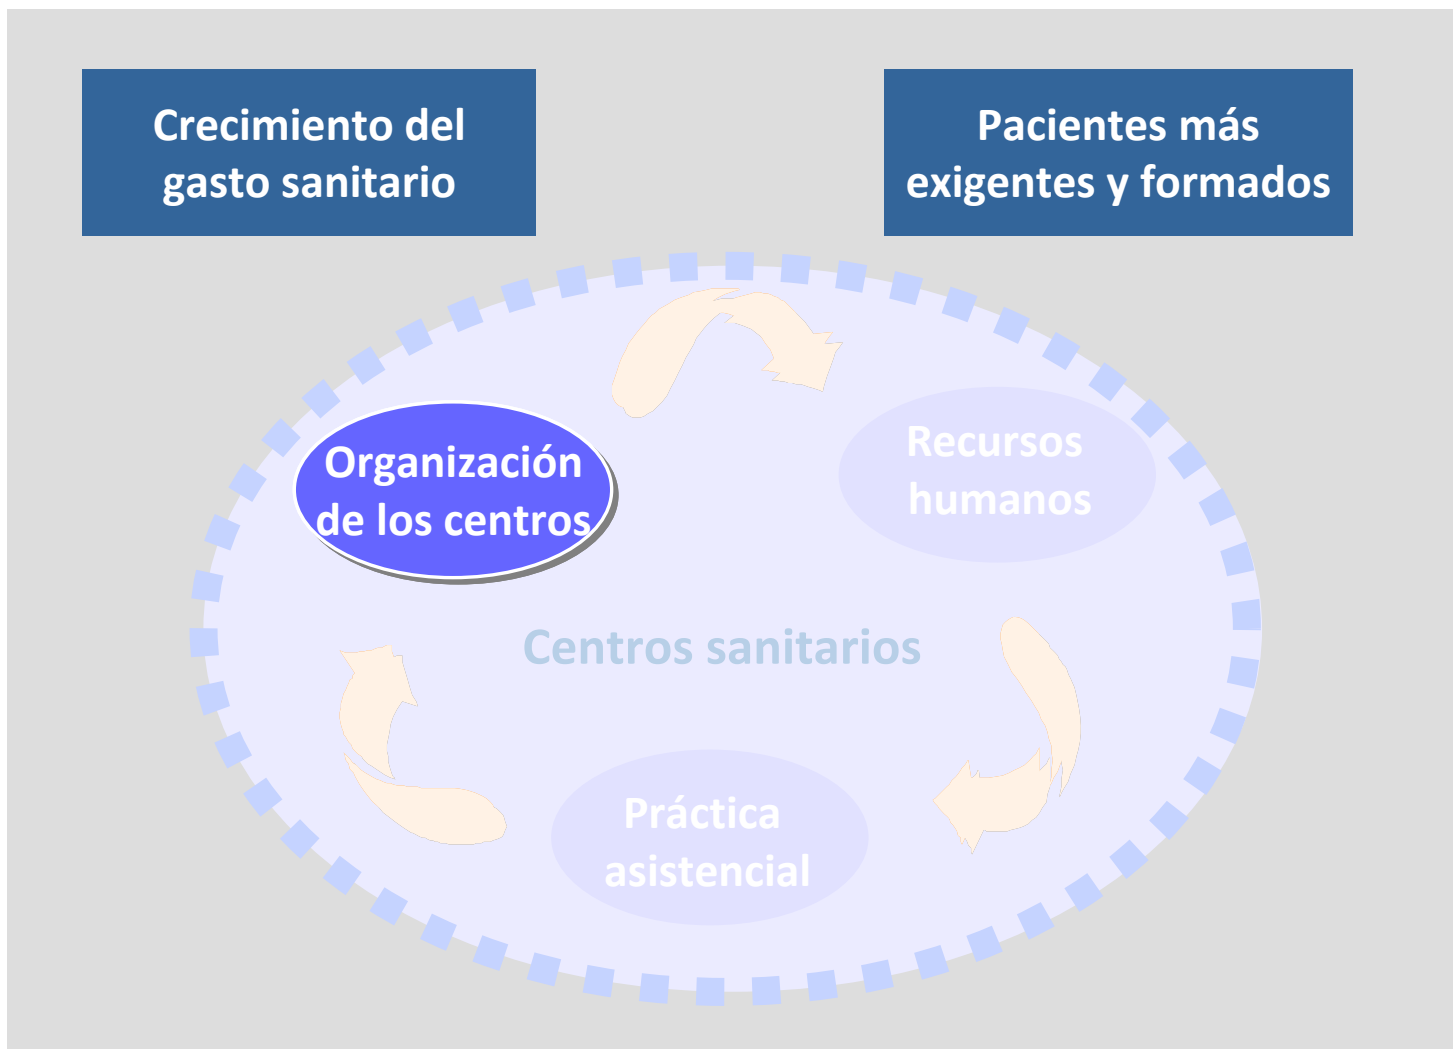 Crecimiento del
gasto sanitario
Pacientes más
exigentes y formados
Organización
de los centros
Recursos
humanos
Centros sanitarios
Práctica
asistencial